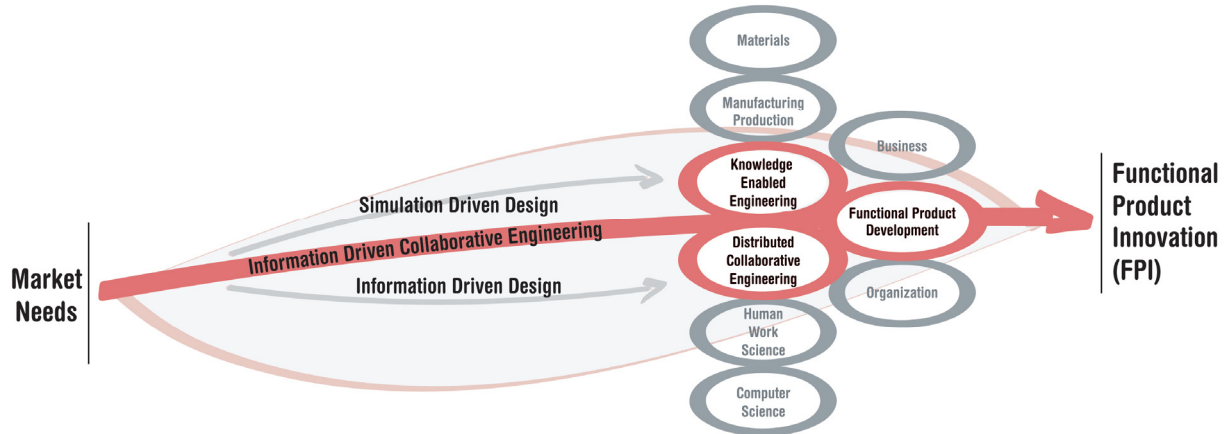 Market
Needs
Simulation Driven Design
Information Driven Collaborative Engineering
Information Driven Design
Materials
Manufacturing
Production
Knowledge
Enabled
Engineering
Distributed
Collaborative
Engineering
Human
Work
Science
Computer
Science
Business
Functional Product
Development
Organization
Functional
Product
Innovation
(FPI)